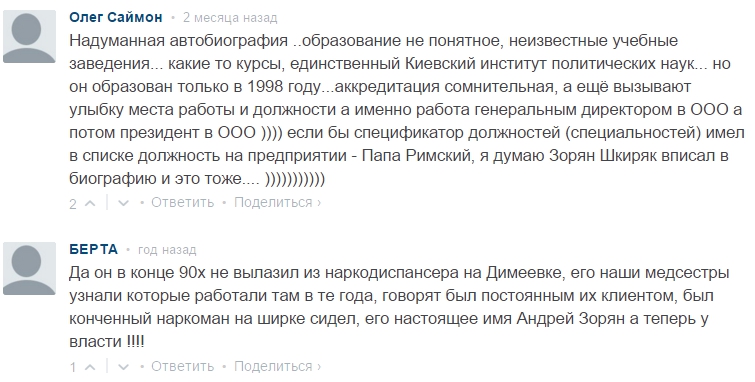 Олег Саймон • 2 месяца назад
Надуманная автобиография ..образование не понятное, неизвестные учебные
заведения... какие то курсы, единственный Киевский институт политических наук... но
он образован только в 1998 году...аккредитация сомнительная, а ещё вызывают
улыбку места работы и должности а именно работа генеральным директором в ООО а
потом президент в ООО )))) если бы спецификатор должностей (специальностей) имел
в списке должность на предприятии - Папа Римский, я думаю Зорян Шкиряк вписал в
биографию и это тоже.... )))))))))))
2 • Ответить • Поделиться ›
БЕРТА • год назад
Да он в конце 90х не вылазил из наркодиспансера на Димеевке, его наши медсестры
узнали которые работали там в те года, говорят был постоянным их клиентом, был
конченный наркоман на ширке сидел, его настоящее имя Андрей Зорян а теперь у
власти !!!!
1 • Ответить • Поделиться ›